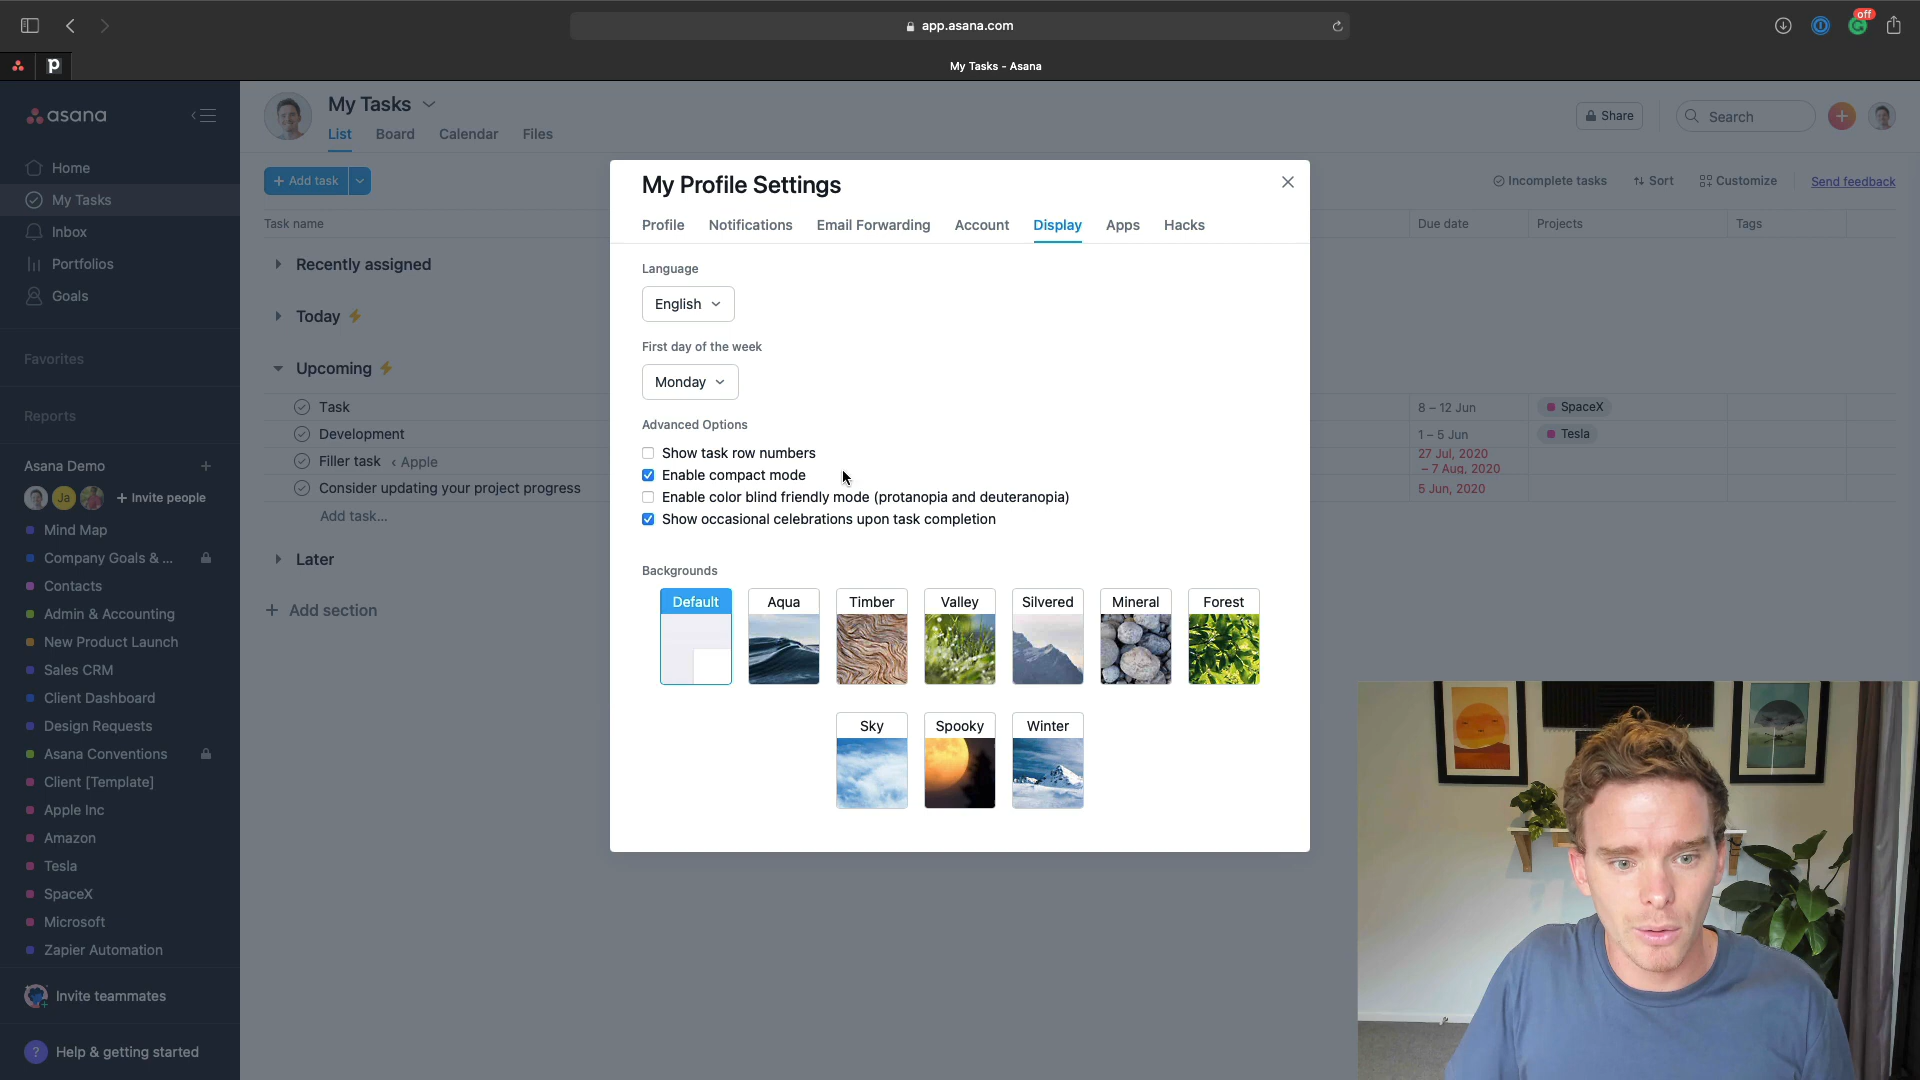 app.asana.com
off
p
My Tasks - Asana
asana
Home
My Tasks
Inbox
Portfolios
Goals
Favorites
Reports
Asana Demo
Ja
+ Invite people
Mind Map
Company Goals & ...
Contacts
Admin & Accounting
New Product Launch
Sales CRM
Client Dashboard
Design Requests
Asana Conventions
Client [Template]
Apple Inc
Amazon
Tesla
SpaceX
Microsoft
Zapier Automation
Invite teammates
? Help & getting started
My Tasks
List Board Calendar Files
Share
Search
+ Add task
Incomplete tasks
Sort
Customize
Send feedback
Task name
Due date
Projects
Tags
Recently assigned
Today
Upcoming
Task
8 – 12 Jun
SpaceX
Development
1 – 5 Jun
Tesla
Filler task ‹ Apple
27 Jul, 2020
– 7 Aug, 2020
Consider updating your project progress
5 Jun, 2020
Add task...
Later
+ Add section
My Profile Settings
Profile Notifications Email Forwarding Account Display Apps Hacks
Language
English
First day of the week
Monday
Advanced Options
Show task row numbers
Enable compact mode
Enable color blind friendly mode (protanopia and deuteranopia)
Show occasional celebrations upon task completion
Backgrounds
Default Aqua Timber Valley Silvered Mineral Forest
Sky Spooky Winter